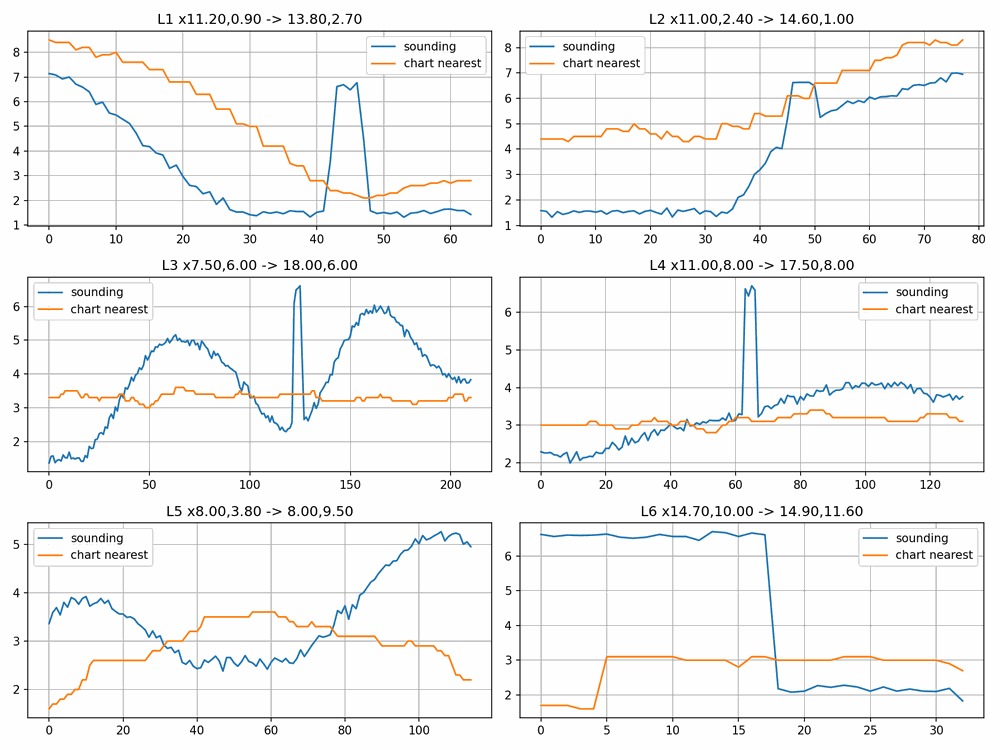 L1 x11.20,0.90 -> 13.80,2.70
8
7
6
5
4
3
2
1
sounding
chart nearest
0 10 20 30 40 50 60
L2 x11.00,2.40 -> 14.60,1.00
8
7
6
5
4
3
2
1
sounding
chart nearest
0 10 20 30 40 50 60 70 80
L3 x7.50,6.00 -> 18.00,6.00
6
5
4
3
2
sounding
chart nearest
0 50 100 150 200
L4 x11.00,8.00 -> 17.50,8.00
6
5
4
3
2
sounding
chart nearest
0 20 40 60 80 100 120
L5 x8.00,3.80 -> 8.00,9.50
5
4
3
2
sounding
chart nearest
0 20 40 60 80 100
L6 x14.70,10.00 -> 14.90,11.60
6
5
4
3
2
sounding
chart nearest
0 5 10 15 20 25 30